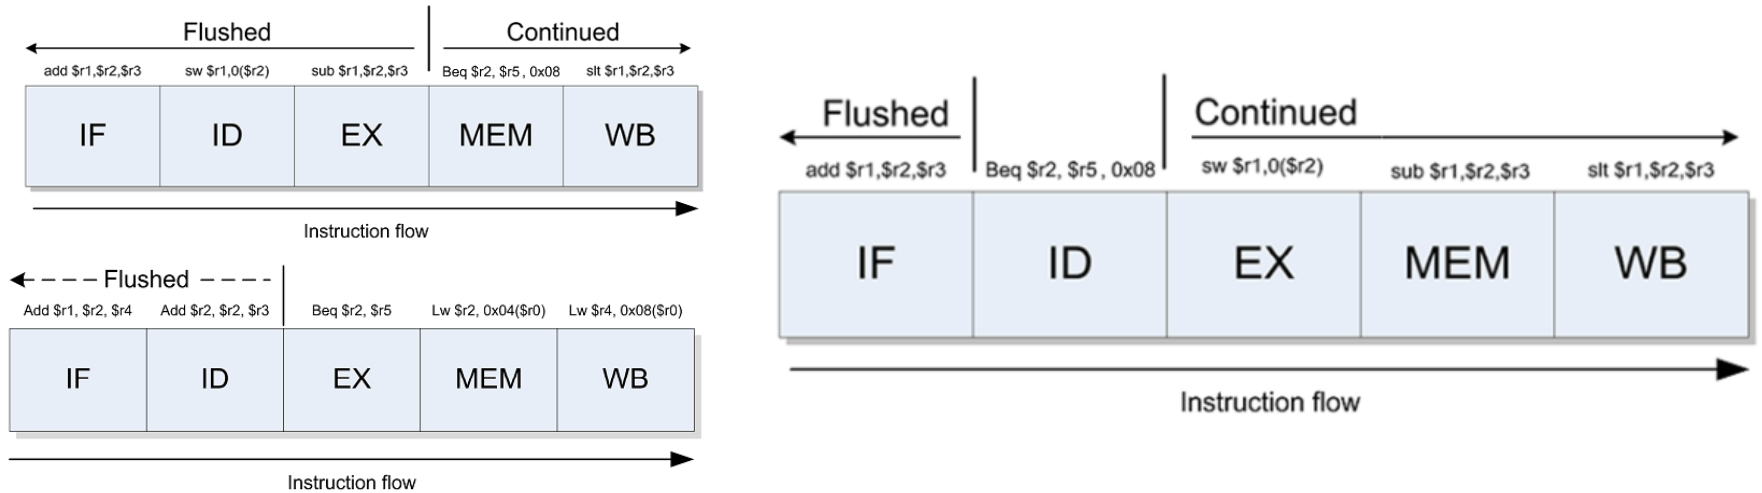 Flushed Continued
add $r1,$r2,$r3 sw $r1,0($r2) sub $r1,$r2,$r3 Beq $r2, $r5, 0x08 slt $r1,$r2,$r3
IF ID EX MEM WB
Instruction flow
Flushed
Add $r1, $r2, $r4 Add $r2, $r2, $r3 Beq $r2, $r5 Lw $r2, 0x04($r0) Lw $r4, 0x08($r0)
IF ID EX MEM WB
Instruction flow
Flushed Continued
add $r1,$r2,$r3 Beq $r2, $r5, 0x08 sw $r1,0($r2) sub $r1,$r2,$r3 slt $r1,$r2,$r3
IF ID EX MEM WB
Instruction flow